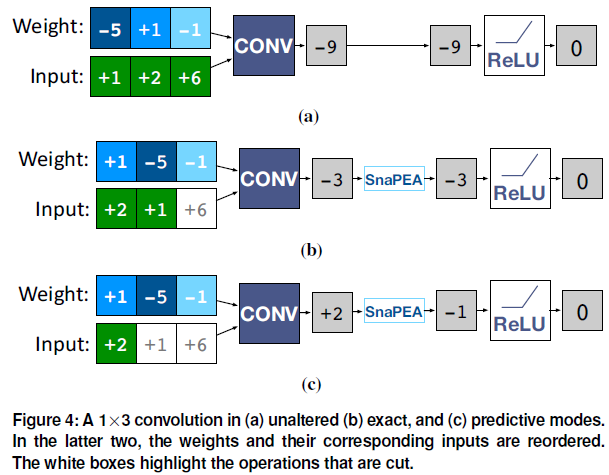 Weight: −5 +1 −1 CONV −9 −9 ReLU 0
Input: +1 +2 +6
(a)
Weight: +1 −5 −1 CONV −3 SnaPEA −3 ReLU 0
Input: +2 +1 +6
(b)
Weight: +1 −5 −1 CONV +2 SnaPEA −1 ReLU 0
Input: +2 +1 +6
(c)
Figure 4: A 1×3 convolution in (a) unaltered (b) exact, and (c) predictive modes.
In the latter two, the weights and their corresponding inputs are reordered.
The white boxes highlight the operations that are cut.